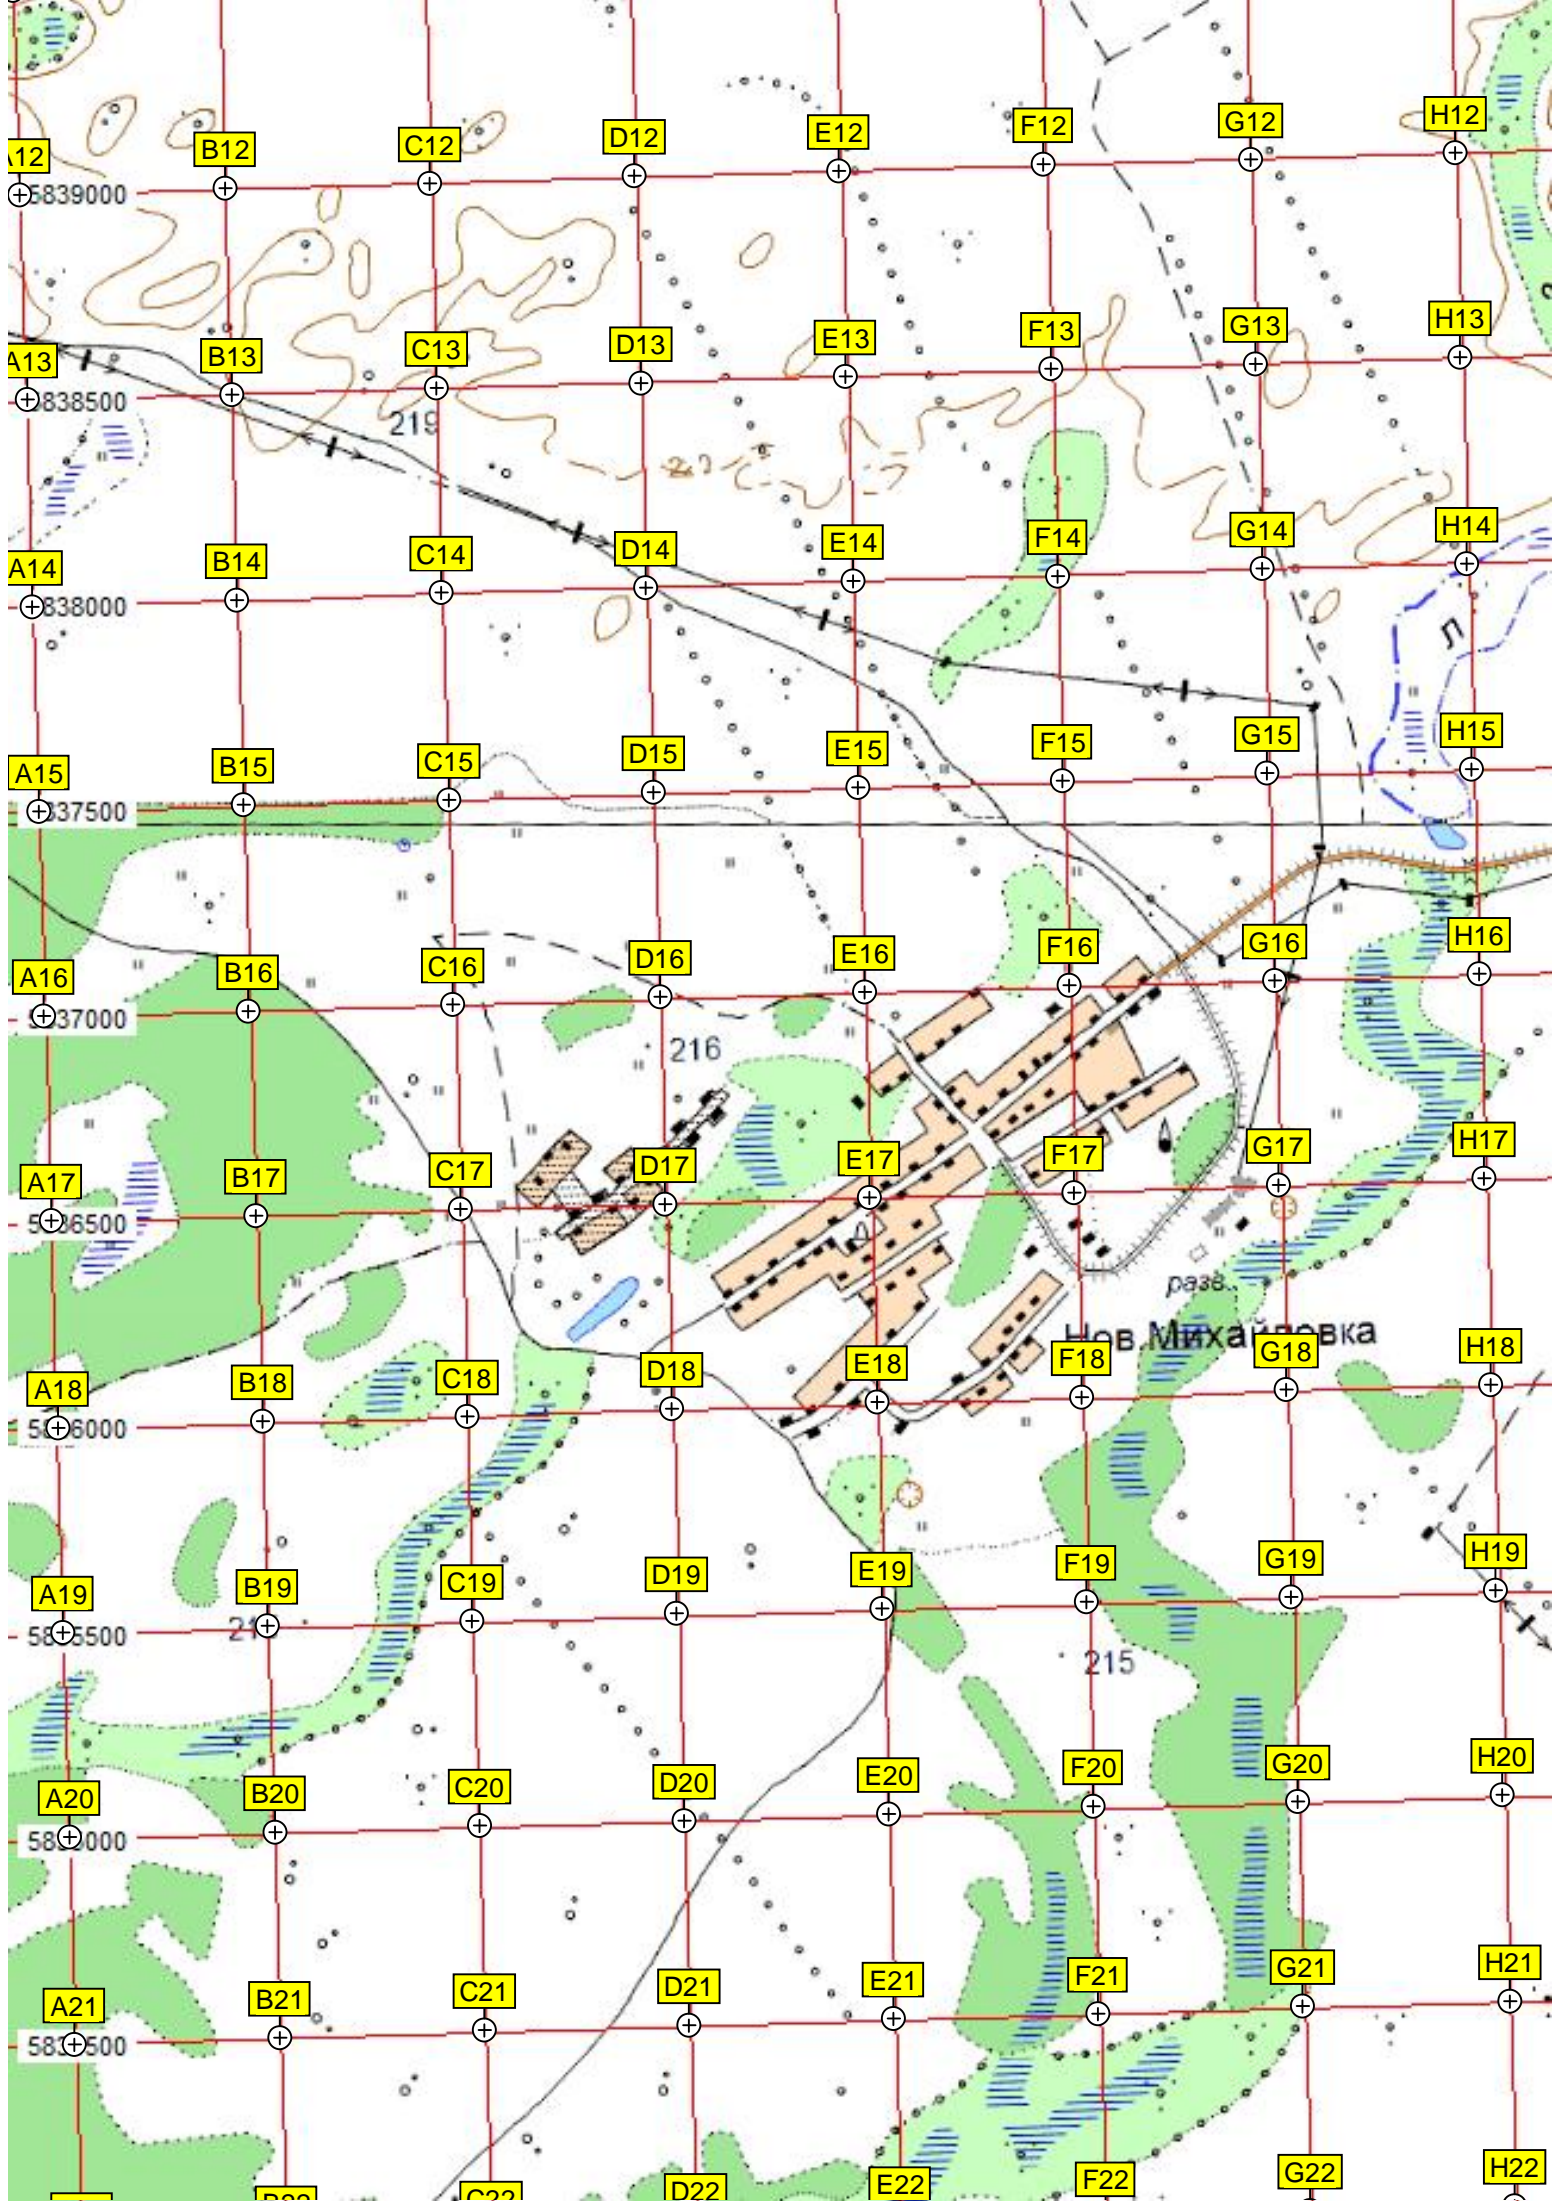 A12 B12 C12 D12 E12 F12 G12 H12
5839000
A13 B13 C13 D13 E13 F13 G13 H13
5838500
219
A14 B14 C14 D14 E14 F14 G14 H14
838000
Л
A15 B15 C15 D15 E15 F15 G15 H15
A16 B16 C16 D16 E16 F16 G16 H16
216
A17 B17 C17 D17 E17 F17 G17 H17
разв.
Нов Михайловка
A18 B18 C18 D18 E18 F18 G18 H18
A19 B19 C19 D19 E19 F19 G19 H19
215
A20 B20 C20 D20 E20 F20 G20 H20
A21 B21 C21 D21 E21 F21 G21 H21
C22 D22 E22 F22 G22 H22